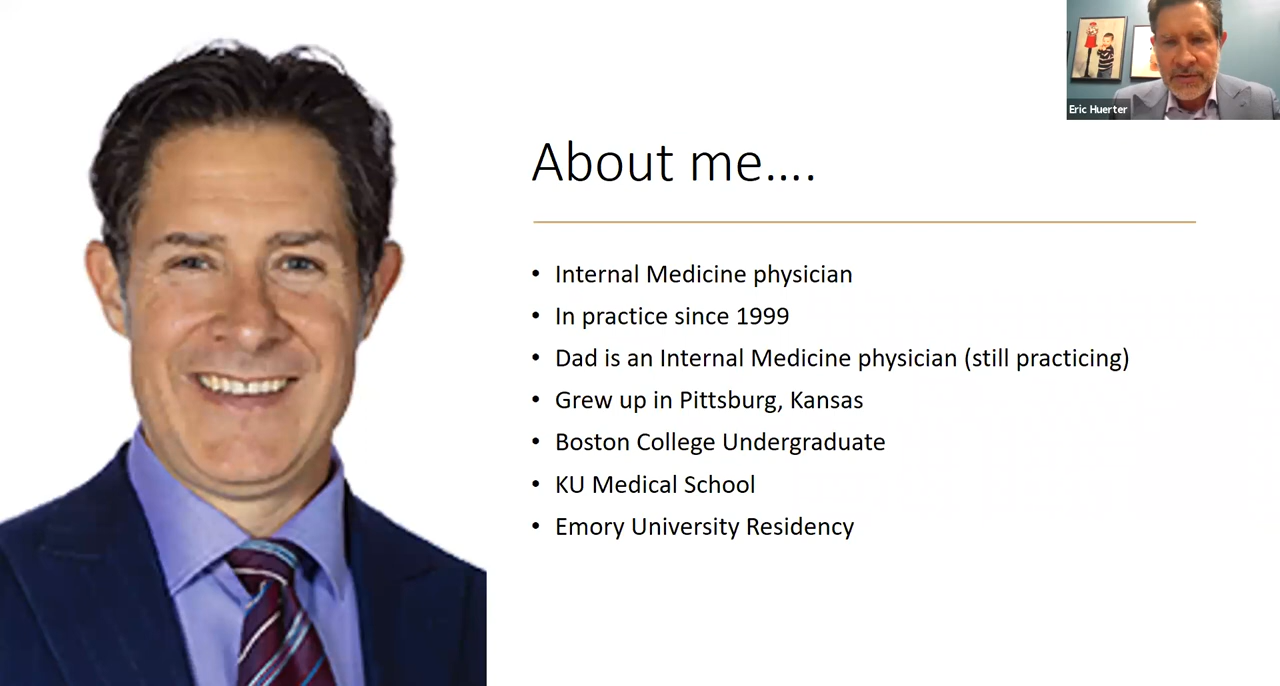 Eric Huerter
About me....
• Internal Medicine physician
• In practice since 1999
• Dad is an Internal Medicine physician (still practicing)
• Grew up in Pittsburg, Kansas
• Boston College Undergraduate
• KU Medical School
• Emory University Residency